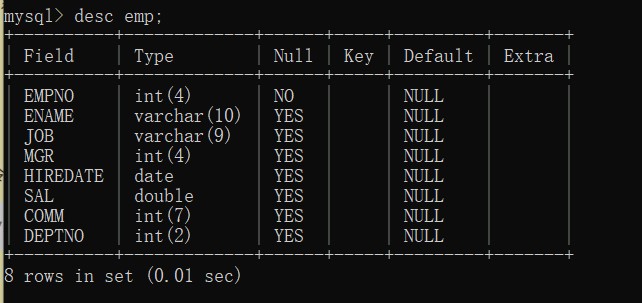 mysql> desc emp;
+----------+-------------+------+-----+---------+-------+
| Field    | Type        | Null | Key | Default | Extra |
+----------+-------------+------+-----+---------+-------+
| EMPNO    | int(4)      | NO   |     | NULL    |       |
| ENAME    | varchar(10) | YES  |     | NULL    |       |
| JOB      | varchar(9)  | YES  |     | NULL    |       |
| MGR      | int(4)      | YES  |     | NULL    |       |
| HIREDATE | date        | YES  |     | NULL    |       |
| SAL      | double      | YES  |     | NULL    |       |
| COMM     | int(7)      | YES  |     | NULL    |       |
| DEPTNO   | int(2)      | YES  |     | NULL    |       |
+----------+-------------+------+-----+---------+-------+
8 rows in set (0.01 sec)